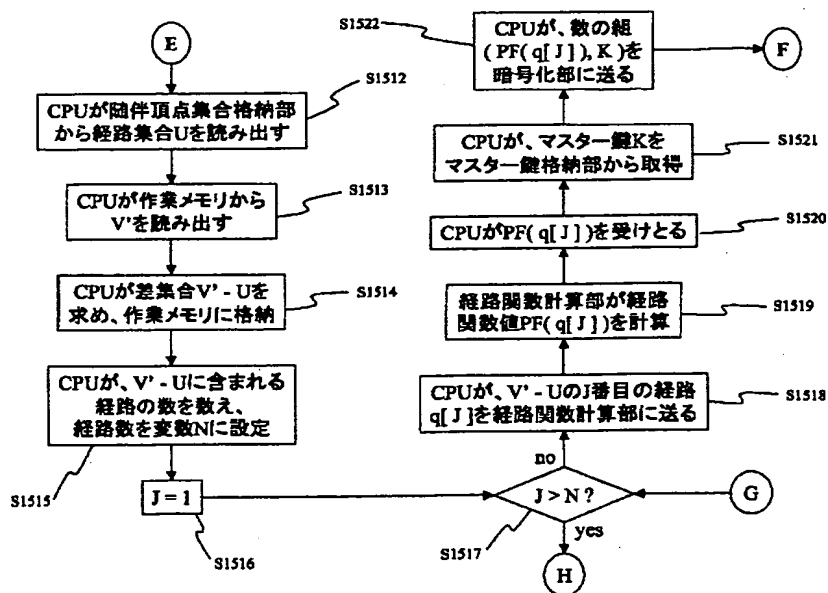 E
S1512
CPUが随伴頂点集合格納部
から経路集合Uを読み出す
S1513
CPUが作業メモリから
V'を読み出す
S1514
CPUが差集合V' - Uを
求め、作業メモリに格納
CPUが、V' - Uに含まれる
経路の数を数え、
経路数を変数Nに設定
S1515
J = 1
S1516
S1522
CPUが、数の組
( PF( q[ J ] ), K )を
暗号化部に送る
F
CPUが、マスター鍵Kを
マスター鍵格納部から取得
S1521
CPUがPF( q[ J ] )を受けとる
S1520
経路関数計算部が経路
関数値PF( q[ J ] )を計算
S1519
CPUが、V' - UのJ番目の経路
q[ J ]を経路関数計算部に送る
S1518
no
J > N ?
G
S1517
yes
H